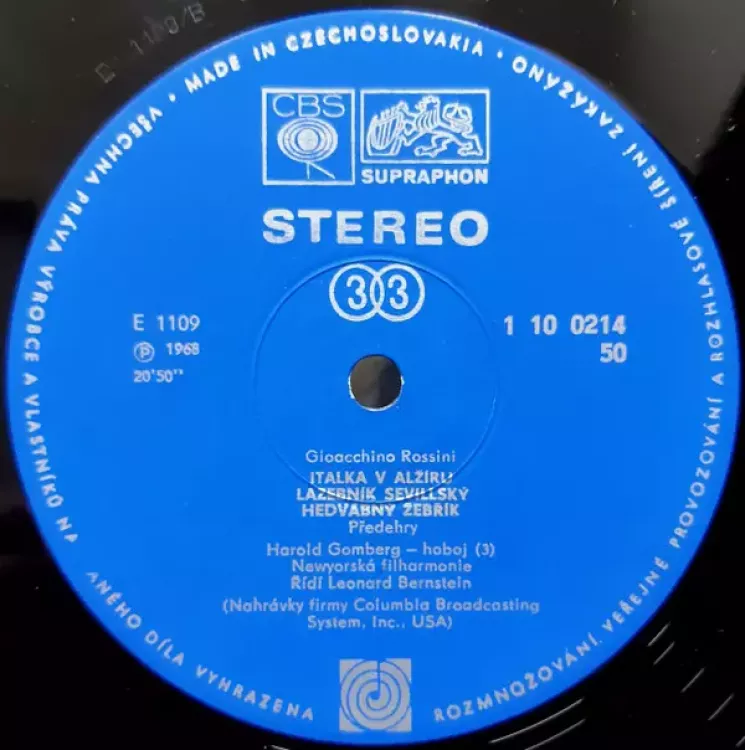 E 1109/B
CBS
SUPRAPHON
STEREO
33
E 1109
Ⓟ 1968
20'50"
1 10 0214
50
Gioacchino Rossini
ITALKA V ALŽÍRU
LAZEBNÍK SEVILLSKÝ
HEDVÁBNÝ ŽEBŘÍK
Předehry
Harold Gomberg – hoboj (3)
Newyorská filharmonie
Řídí Leonard Bernstein
(Nahrávky firmy Columbia Broadcasting
System, Inc., USA)
• MADE IN CZECHOSLOVAKIA •
VŠECHNA PRÁVA VÝROBCE A VLASTNÍKŮ NA ANÉHO DÍLA VYHRAZENA
ROZMNOŽOVÁNÍ, VEŘEJNÉ PROVOZOVÁNÍ A ROZHLASOVÉ ŠÍŘENÍ ZAKÁZÁNO